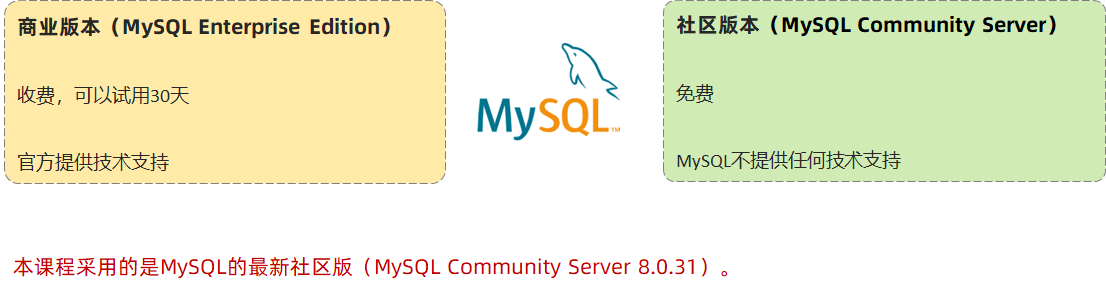 商业版本（MySQL Enterprise Edition）
收费，可以试用30天
官方提供技术支持
MySQL™
社区版本（MySQL Community Server）
免费
MySQL不提供任何技术支持
本课程采用的是MySQL的最新社区版（MySQL Community Server 8.0.31）。